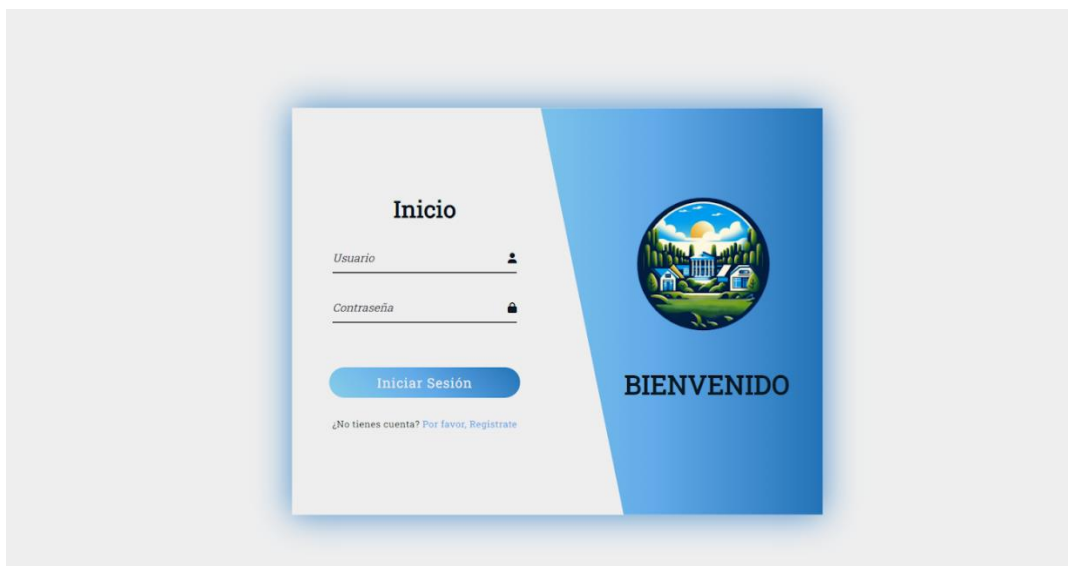 Inicio
Usuario
Contraseña
Iniciar Sesión
¿No tienes cuenta? Por favor, Registrate
BIENVENIDO